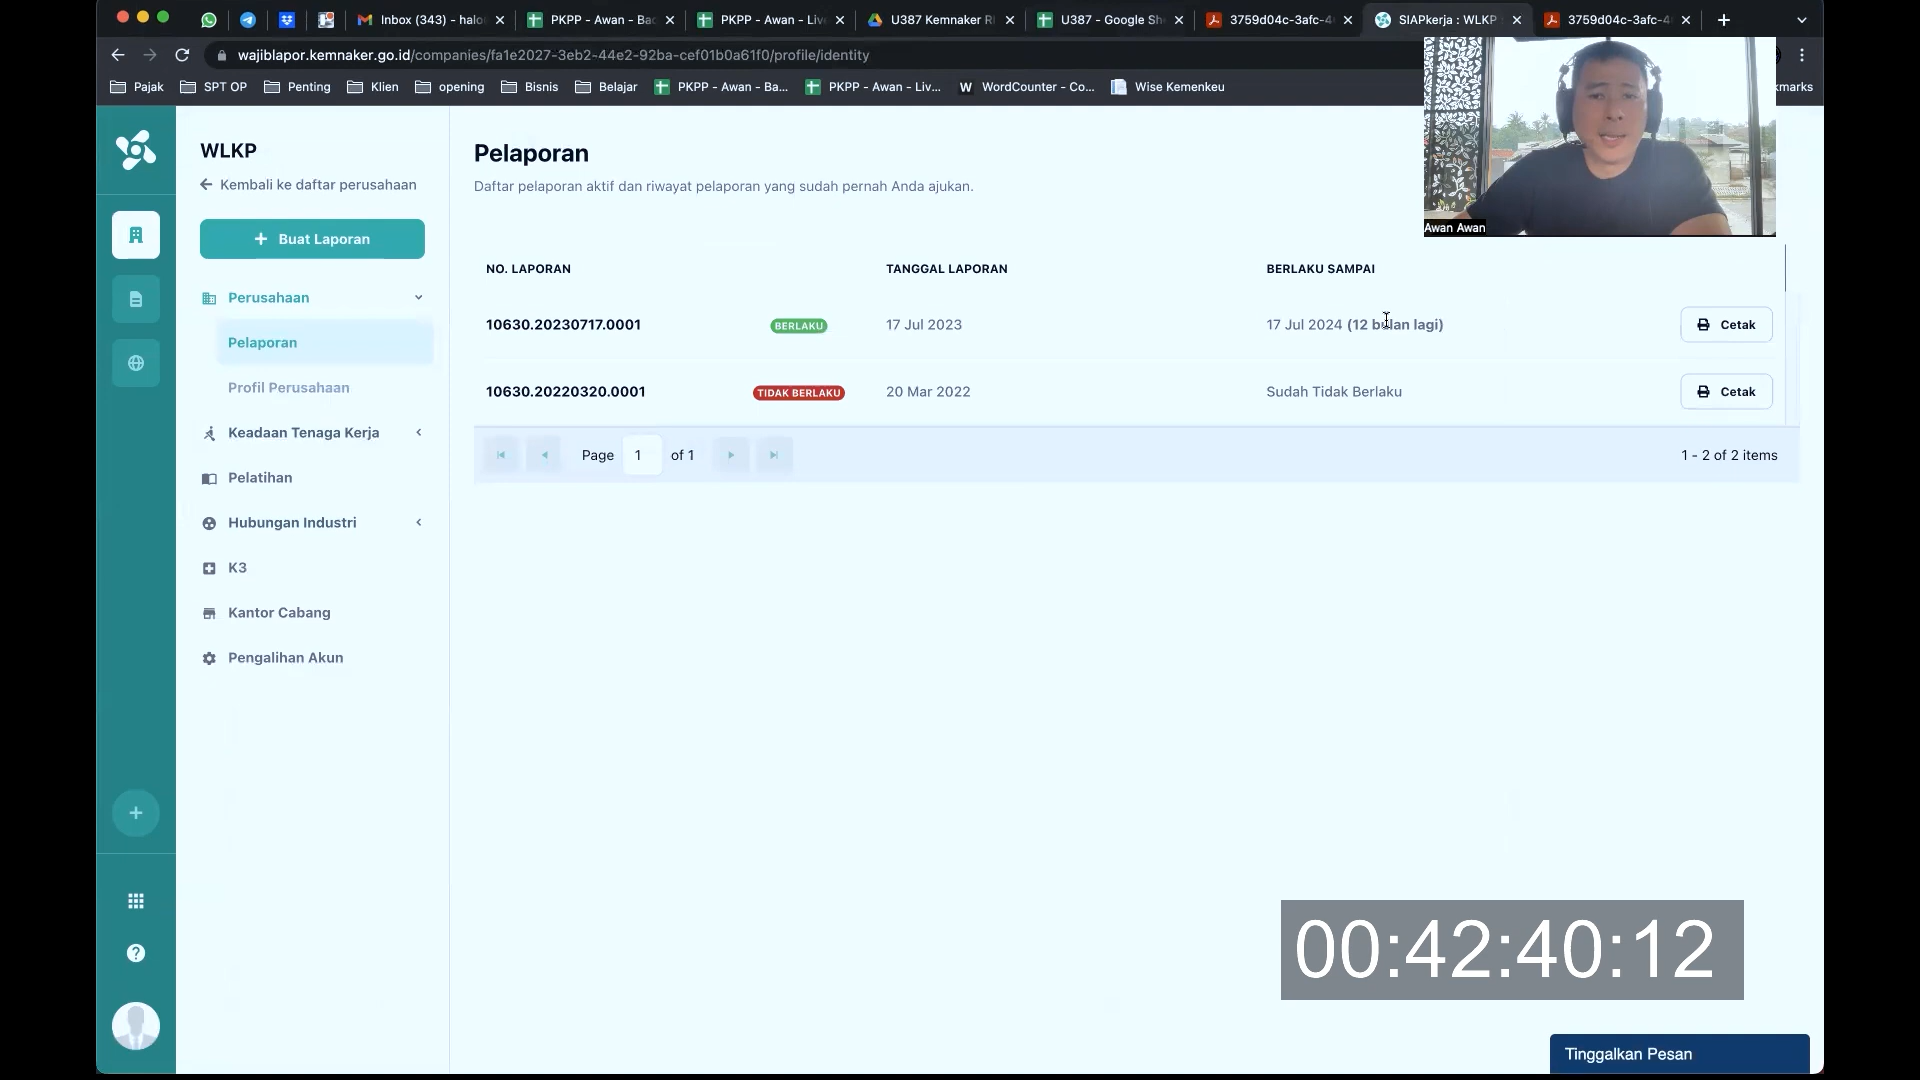 Inbox (343) - halo
PKPP - Awan - Bac
PKPP - Awan - Liv
U387 Kemnaker R
U387 - Google Sh
3759d04c-3afc-4
SIAPkerja : WLKP
3759d04c-3afc-4
wajiblapor.kemnaker.go.id/companies/fa1e2027-3eb2-44e2-92ba-cef01b0a61f0/profile/identity
Pajak
SPT OP
Penting
Klien
opening
Bisnis
Belajar
PKPP - Awan - Ba...
PKPP - Awan - Liv...
W WordCounter - Co...
Wise Kemenkeu
Awan Awan
WLKP
Kembali ke daftar perusahaan
+ Buat Laporan
Perusahaan
Pelaporan
Profil Perusahaan
Keadaan Tenaga Kerja
Pelatihan
Hubungan Industri
K3
Kantor Cabang
Pengalihan Akun
Pelaporan
Daftar pelaporan aktif dan riwayat pelaporan yang sudah pernah Anda ajukan.
NO. LAPORAN TANGGAL LAPORAN BERLAKU SAMPAI
10630.20230717.0001 BERLAKU 17 Jul 2023 17 Jul 2024 (12 bulan lagi) Cetak
10630.20220320.0001 TIDAK BERLAKU 20 Mar 2022 Sudah Tidak Berlaku Cetak
Page 1 of 1 1 - 2 of 2 items
00:42:40:12
Tinggalkan Pesan